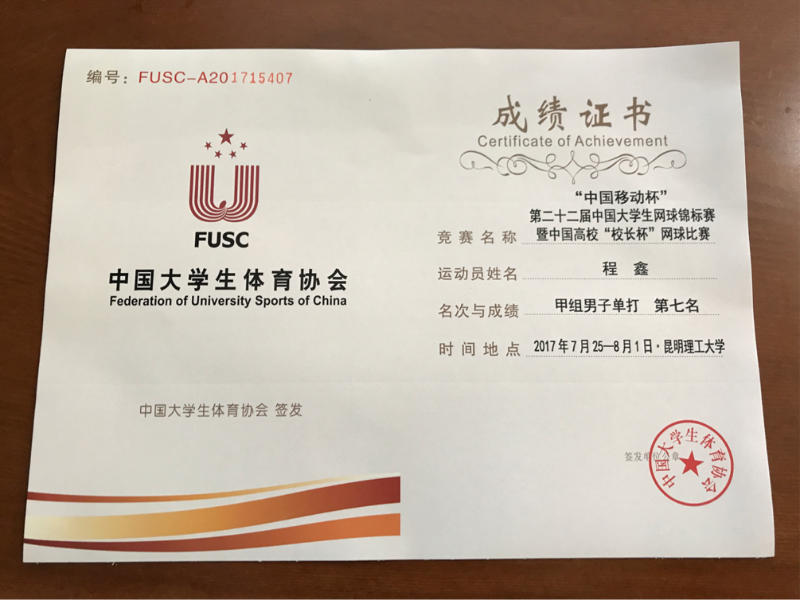 编号：FUSC-A201715407
FUSC
中国大学生体育协会
Federation of University Sports of China
中国大学生体育协会 签发
成绩证书
Certificate of Achievement
“中国移动杯”
第二十二届中国大学生网球锦标赛
竞赛名称 暨中国高校“校长杯”网球比赛
运动员姓名 程 鑫
名次与成绩 甲组男子单打 第七名
时间地点 2017年7月25—8月1日·昆明理工大学
签发单位公章
中国大学生体育协会